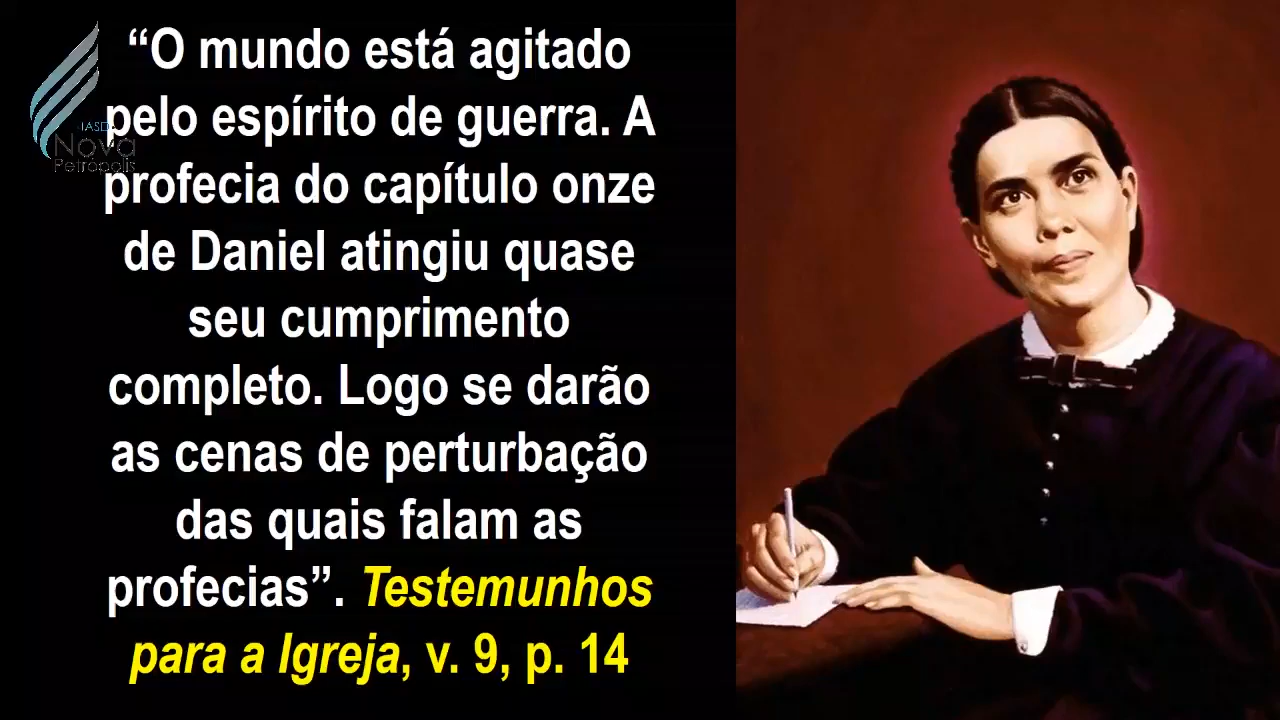 “O mundo está agitado
pelo espírito de guerra. A
profecia do capítulo onze
de Daniel atingiu quase
seu cumprimento
completo. Logo se darão
as cenas de perturbação
das quais falam as
profecias”. Testemunhos
para a Igreja, v. 9, p. 14
IASD
Nova
Petrópolis